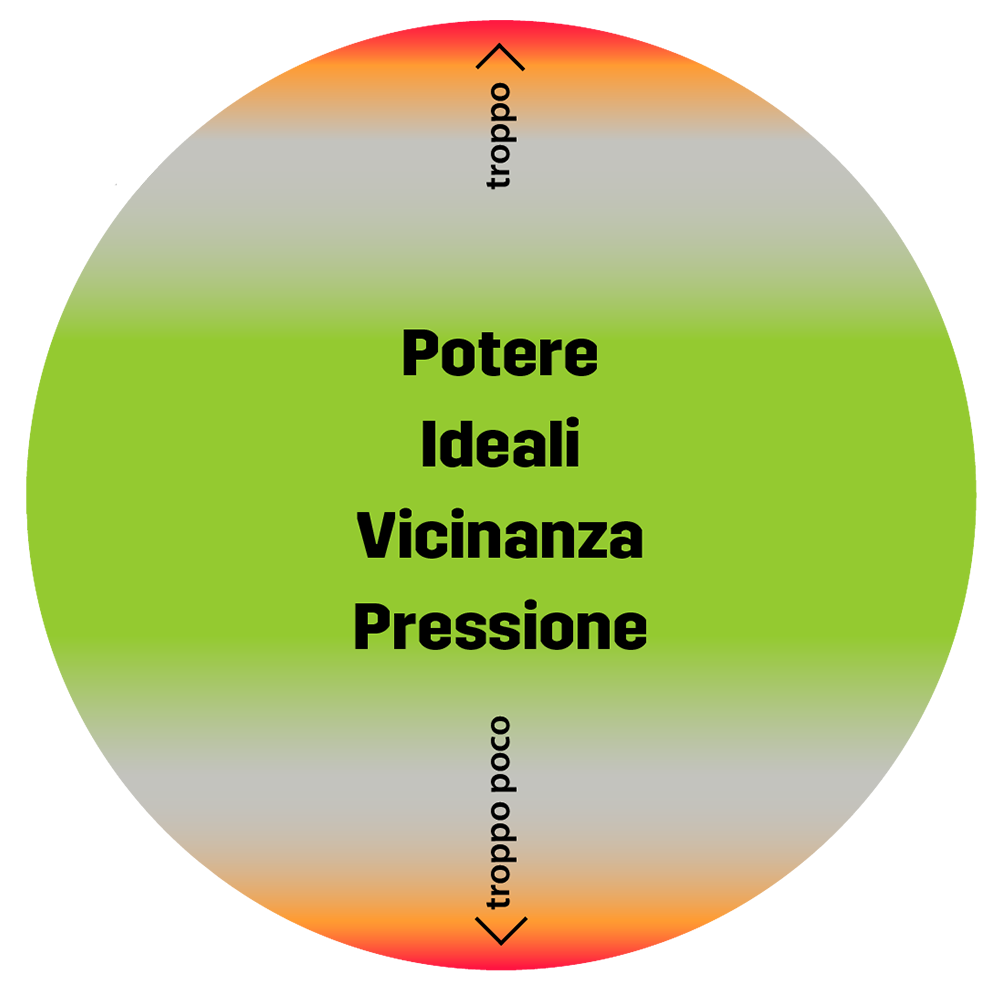 troppo
Potere
Ideali
Vicinanza
Pressione
troppo poco